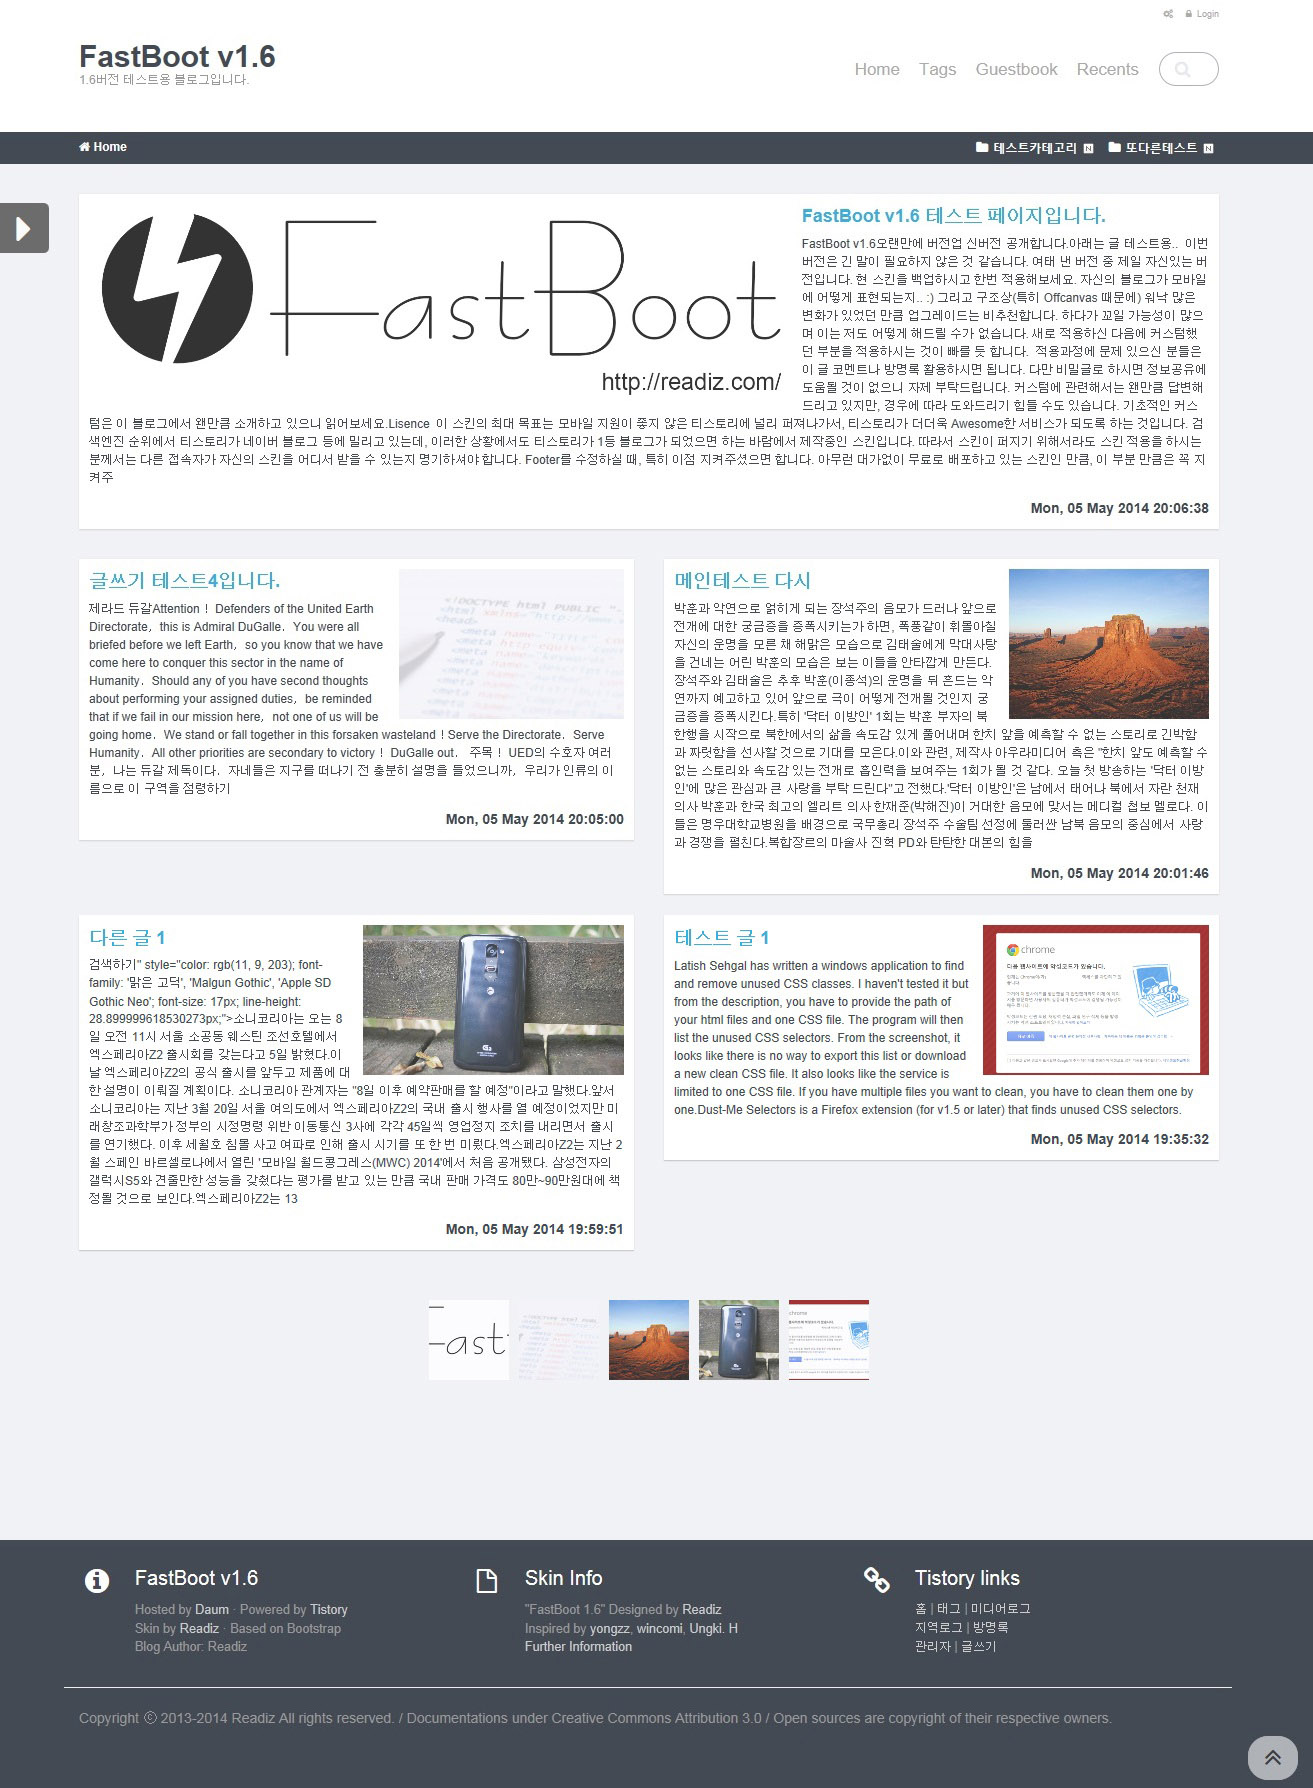 Login
FastBoot v1.6
1.6버전 테스트용 블로그입니다.
Home Tags Guestbook Recents
Home
테스트카테고리 N 또다른테스트 N
FastBoot
http://readiz.com/
FastBoot v1.6 테스트 페이지입니다.
FastBoot v1.6오랜만에 버전업 신버전 공개합니다.아래는 글 테스트용.. 이번
버전은 긴 말이 필요하지 않은 것 같습니다. 여태 낸 버전 중 제일 자신있는 버
전입니다. 현 스킨을 백업하시고 한번 적용해보세요. 자신의 블로그가 모바일
에 어떻게 표현되는지.. :) 그리고 구조상(특히 Offcanvas 때문에) 워낙 많은
변화가 있었던 만큼 업그레이드는 비추천합니다. 하다가 꼬일 가능성이 많으
며 이는 저도 어떻게 해드릴 수가 없습니다. 새로 적용하신 다음에 커스텀했
던 부분을 적용하시는 것이 빠를 듯 합니다. 적용과정에 문제 있으신 분들은
이 글 코멘트나 방명록 활용하시면 됩니다. 다만 비밀글로 하시면 정보공유에
도움될 것이 없으니 자제 부탁드립니다. 커스텀에 관련해서는 왠만큼 답변해
드리고 있지만, 경우에 따라 도와드리기 힘들 수도 있습니다. 기초적인 커스
텀은 이 블로그에서 왠만큼 소개하고 있으니 읽어보세요.Lisence 이 스킨의 최대 목표는 모바일 지원이 좋지 않은 티스토리에 널리 퍼져나가서, 티스토리가 더더욱 Awesome한 서비스가 되도록 하는 것입니다. 검
색엔진 순위에서 티스토리가 네이버 블로그 등에 밀리고 있는데, 이러한 상황에서도 티스토리가 1등 블로그가 되었으면 하는 바람에서 제작중인 스킨입니다. 따라서 스킨이 퍼지기 위해서라도 스킨 적용을 하시는
분께서는 다른 접속자가 자신의 스킨을 어디서 받을 수 있는지 명기하셔야 합니다. Footer를 수정하실 때, 특히 이점 지켜주셨으면 합니다. 아무런 대가없이 무료로 배포하고 있는 스킨인 만큼, 이 부분 만큼은 꼭 지
켜주
Mon, 05 May 2014 20:06:38
글쓰기 테스트4입니다.
제라드 듀갈Attention！ Defenders of the United Earth
Directorate，this is Admiral DuGalle．You were all
briefed before we left Earth，so you know that we have
come here to conquer this sector in the name of
Humanity．Should any of you have second thoughts
about performing your assigned duties，be reminded
that if we fail in our mission here，not one of us will be
going home．We stand or fall together in this forsaken wasteland！Serve the Directorate．Serve
Humanity．All other priorities are secondary to victory！ DuGalle out． 주목！ UED의 수호자 여러
분，나는 듀갈 제독이다．자네들은 지구를 떠나기 전 충분히 설명을 들었으니까，우리가 인류의 이
름으로 이 구역을 점령하기
Mon, 05 May 2014 20:05:00
메인테스트 다시
박훈과 악연으로 얽히게 되는 장석주의 음모가 드러나 앞으로
전개에 대한 궁금증을 증폭시키는가 하면, 폭풍같이 휘몰아칠
자신의 운명을 모른 채 해맑은 모습으로 김태술에게 막대사탕
을 건네는 어린 박훈의 모습은 보는 이들을 안타깝게 만든다.
장석주와 김태술은 추후 박훈(이종석)의 운명을 뒤 흔드는 악
연까지 예고하고 있어 앞으로 극이 어떻게 전개될 것인지 궁
금증을 증폭시킨다.특히 '닥터 이방인' 1회는 박훈 부자의 북
한행을 시작으로 북한에서의 삶을 속도감 있게 풀어내며 한치 앞을 예측할 수 없는 스토리로 긴박함
과 짜릿함을 선사할 것으로 기대를 모은다.이와 관련, 제작사 아우라미디어 측은 "한치 앞도 예측할 수
없는 스토리와 속도감 있는 전개로 흡인력을 보여주는 1회가 될 것 같다. 오늘 첫 방송하는 '닥터 이방
인'에 많은 관심과 큰 사랑을 부탁 드린다"고 전했다.'닥터 이방인'은 남에서 태어나 북에서 자란 천재
의사 박훈과 한국 최고의 엘리트 의사 한재준(박해진)이 거대한 음모에 맞서는 메디컬 첩보 멜로다. 이
들은 명우대학교병원을 배경으로 국무총리 장석주 수술팀 선정에 둘러싼 남북 음모의 중심에서 사랑
과 경쟁을 펼친다.복합장르의 마술사 진혁 PD와 탄탄한 대본의 힘을
Mon, 05 May 2014 20:01:46
다른 글 1
검색하기" style="color: rgb(11, 9, 203); font-
family: '맑은 고딕', 'Malgun Gothic', 'Apple SD
Gothic Neo'; font-size: 17px; line-height:
28.899999618530273px;">소니코리아는 오는 8
일 오전 11시 서울 소공동 웨스틴 조선호텔에서
엑스페리아Z2 출시회를 갖는다고 5일 밝혔다.이
날 엑스페리아Z2의 공식 출시를 앞두고 제품에 대
한 설명이 이뤄질 계획이다. 소니코리아 관계자는 "8일 이후 예약판매를 할 예정"이라고 말했다.앞서
소니코리아는 지난 3월 20일 서울 여의도에서 엑스페리아Z2의 국내 출시 행사를 열 예정이었지만 미
래창조과학부가 정부의 시정명령 위반 이동통신 3사에 각각 45일씩 영업정지 조치를 내리면서 출시
를 연기했다. 이후 세월호 침몰 사고 여파로 인해 출시 시기를 또 한 번 미뤘다.엑스페리아Z2는 지난 2
월 스페인 바르셀로나에서 열린 '모바일 월드콩그레스(MWC) 2014'에서 처음 공개됐다. 삼성전자의
갤럭시S5와 견줄만한 성능을 갖췄다는 평가를 받고 있는 만큼 국내 판매 가격도 80만~90만원대에 책
정될 것으로 보인다.엑스페리아Z2는 13
Mon, 05 May 2014 19:59:51
테스트 글 1
Latish Sehgal has written a windows application to find
and remove unused CSS classes. I haven't tested it but
from the description, you have to provide the path of
your html files and one CSS file. The program will then
list the unused CSS selectors. From the screenshot, it
looks like there is no way to export this list or download
a new clean CSS file. It also looks like the service is
limited to one CSS file. If you have multiple files you want to clean, you have to clean them one by
one.Dust-Me Selectors is a Firefox extension (for v1.5 or later) that finds unused CSS selectors.
chrome
다음 웹사이트에 악성코드가 있습니다.
Mon, 05 May 2014 19:35:32
FastBoot v1.6
Hosted by Daum · Powered by Tistory
Skin by Readiz · Based on Bootstrap
Blog Author: Readiz
Skin Info
"FastBoot 1.6" Designed by Readiz
Inspired by yongzz, wincomi, Ungki. H
Further Information
Tistory links
홈 | 태그 | 미디어로그
지역로그 | 방명록
관리자 | 글쓰기
Copyright ⓒ 2013-2014 Readiz All rights reserved. / Documentations under Creative Commons Attribution 3.0 / Open sources are copyright of their respective owners.